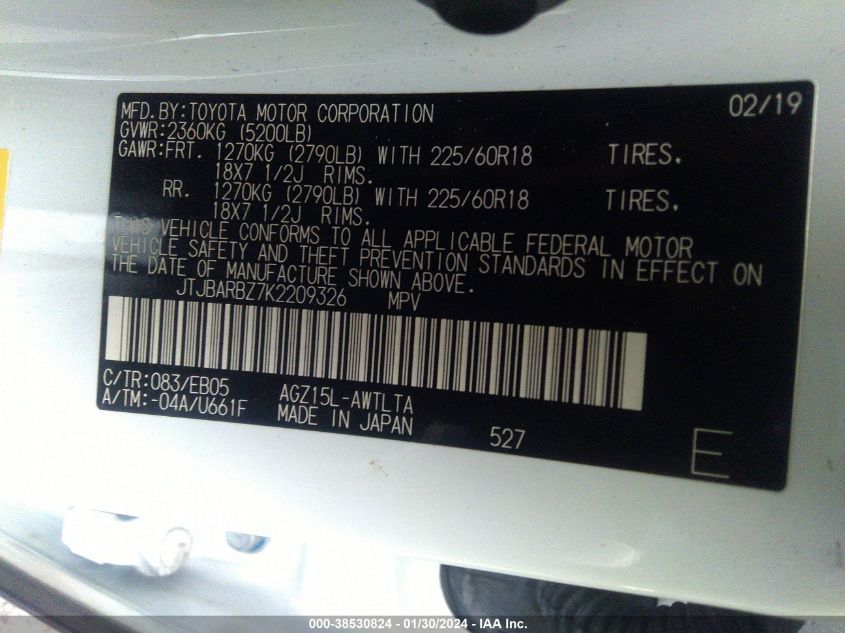 MFD.BY:TOYOTA MOTOR CORPORATION 02/19
GVWR:2360KG (5200LB)
GAWR:FRT. 1270KG (2790LB) WITH 225/60R18 TIRES.
18X7 1/2J RIMS.
RR. 1270KG (2790LB) WITH 225/60R18 TIRES.
18X7 1/2J RIMS.
THIS VEHICLE CONFORMS TO ALL APPLICABLE FEDERAL MOTOR
VEHICLE SAFETY AND THEFT PREVENTION STANDARDS IN EFFECT ON
THE DATE OF MANUFACTURE SHOWN ABOVE.
JTJBARBZ7K2209326 MPV
C/TR:083/EB05 AGZ15L-AWTLTA
A/TM:-04A/U661F MADE IN JAPAN 527
E
000-38530824 - 01/30/2024 - IAA Inc.